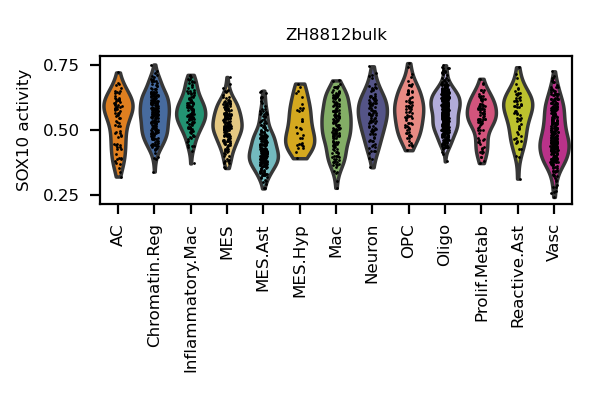 ZH8812bulk
SOX10 activity
0.75
0.50
0.25
AC
Chromatin.Reg
Inflammatory.Mac
MES
MES.Ast
MES.Hyp
Mac
Neuron
OPC
Oligo
Prolif.Metab
Reactive.Ast
Vasc